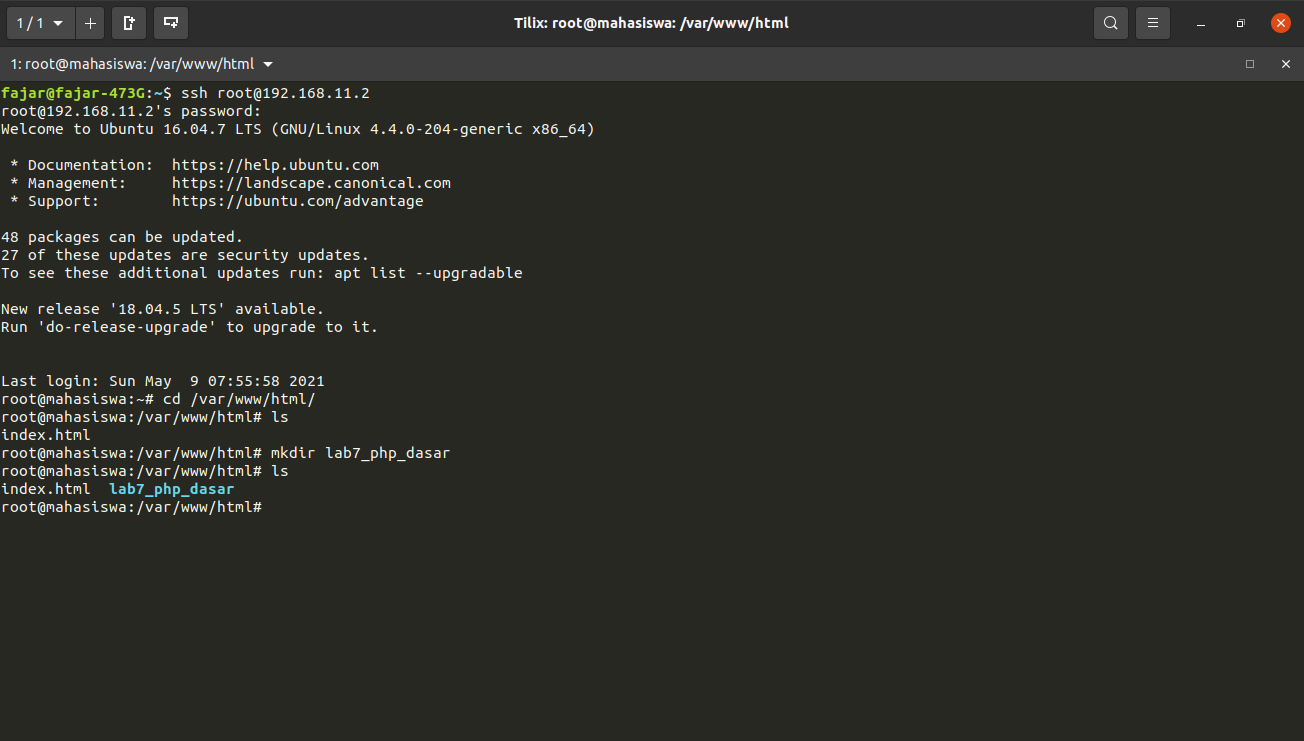 1 / 1
Tilix: root@mahasiswa: /var/www/html
1: root@mahasiswa: /var/www/html
fajar@fajar-473G:~$ ssh root@192.168.11.2
root@192.168.11.2's password:
Welcome to Ubuntu 16.04.7 LTS (GNU/Linux 4.4.0-204-generic x86_64)
* Documentation:  https://help.ubuntu.com
* Management:     https://landscape.canonical.com
* Support:        https://ubuntu.com/advantage
48 packages can be updated.
27 of these updates are security updates.
To see these additional updates run: apt list --upgradable
New release '18.04.5 LTS' available.
Run 'do-release-upgrade' to upgrade to it.
Last login: Sun May  9 07:55:58 2021
root@mahasiswa:~# cd /var/www/html/
root@mahasiswa:/var/www/html# ls
index.html
root@mahasiswa:/var/www/html# mkdir lab7_php_dasar
root@mahasiswa:/var/www/html# ls
index.html  lab7_php_dasar
root@mahasiswa:/var/www/html#